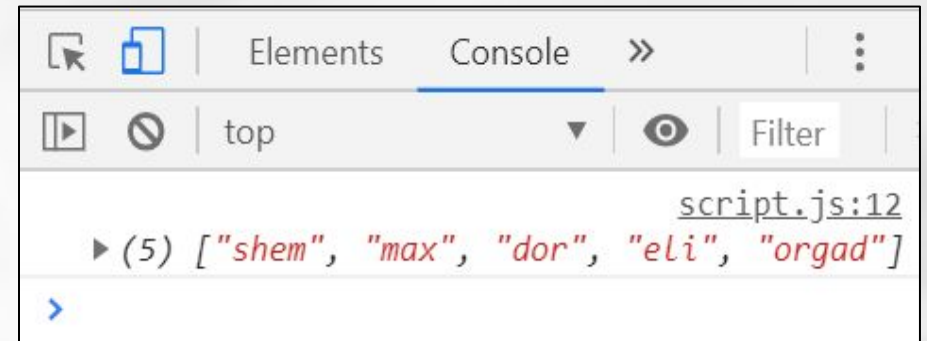 Elements Console »
top ▼ Filter
script.js:12
▶ (5) ["shem", "max", "dor", "eli", "orgad"]
>